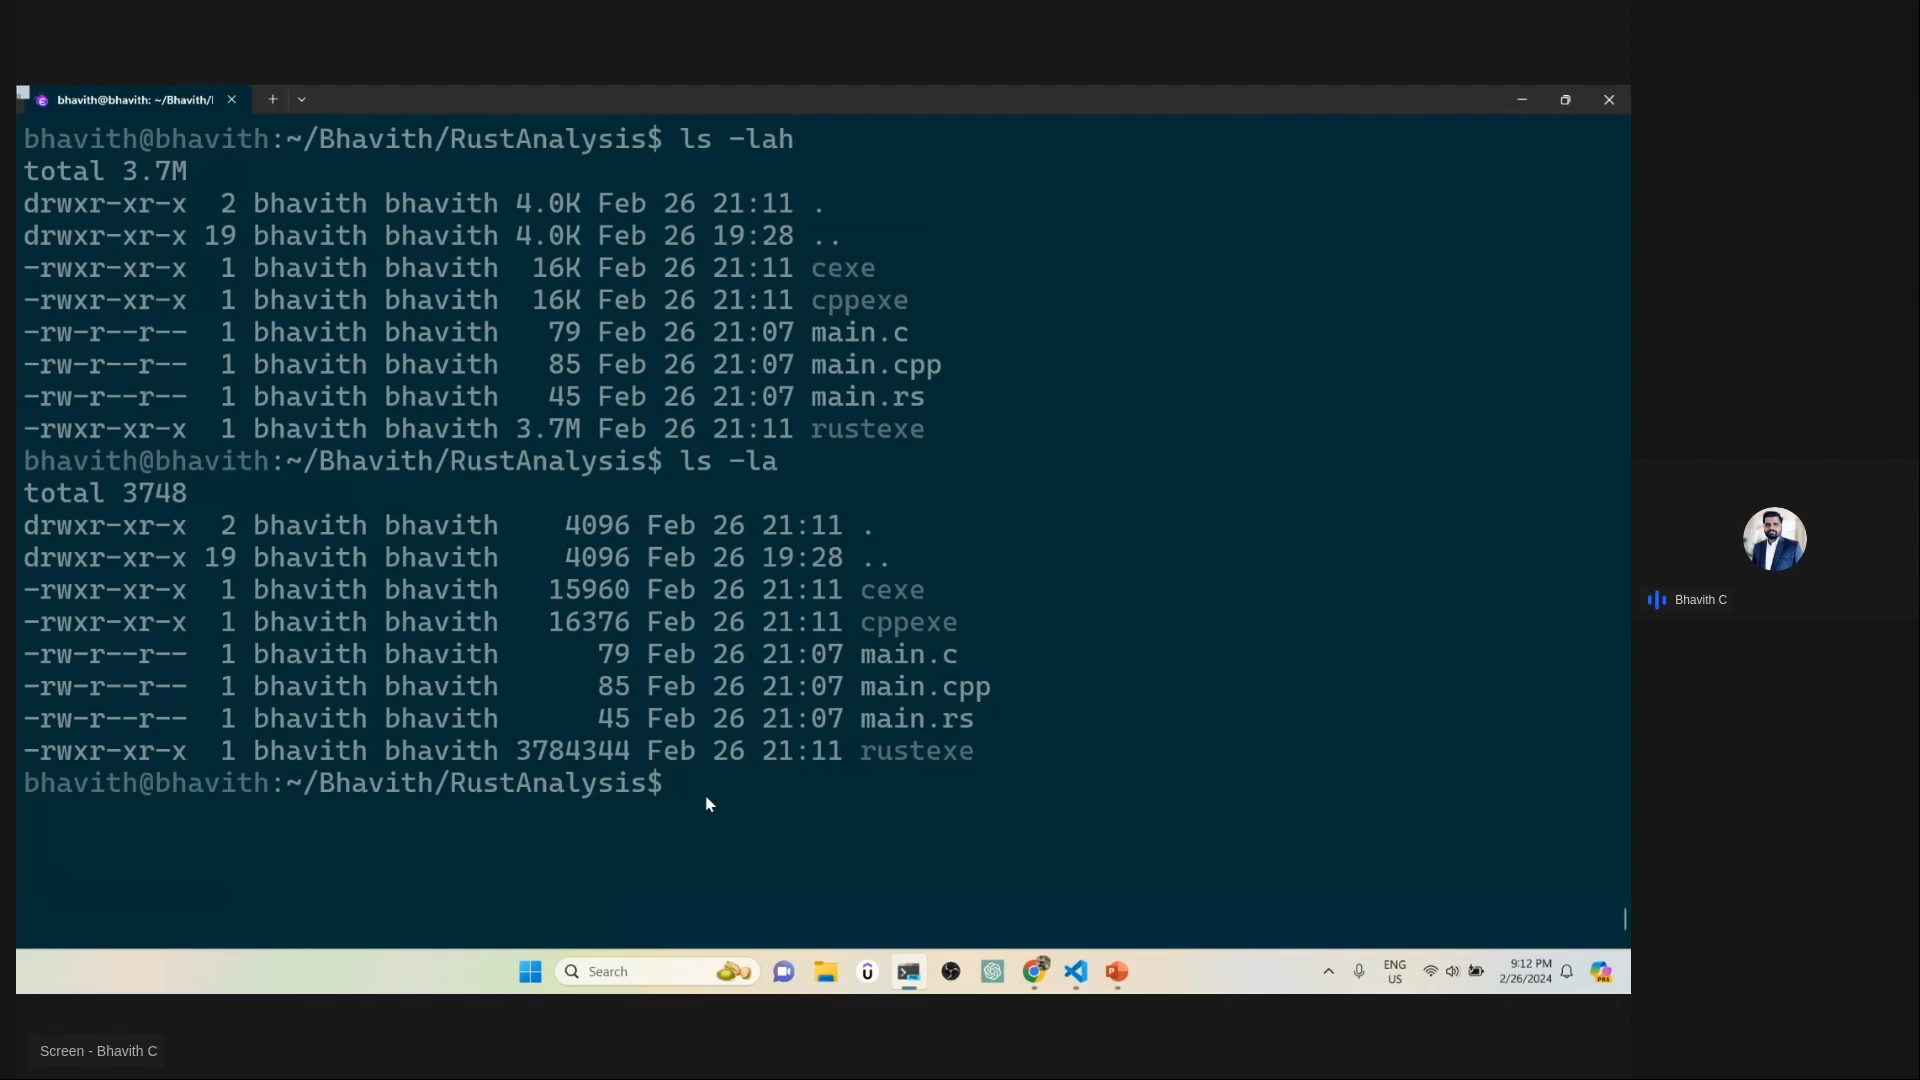 bhavith@bhavith: ~/Bhavith/
bhavith@bhavith:~/Bhavith/RustAnalysis$ ls -lah
total 3.7M
drwxr-xr-x  2 bhavith bhavith 4.0K Feb 26 21:11 .
drwxr-xr-x 19 bhavith bhavith 4.0K Feb 26 19:28 ..
-rwxr-xr-x  1 bhavith bhavith  16K Feb 26 21:11 cexe
-rwxr-xr-x  1 bhavith bhavith  16K Feb 26 21:11 cppexe
-rw-r--r--  1 bhavith bhavith   79 Feb 26 21:07 main.c
-rw-r--r--  1 bhavith bhavith   85 Feb 26 21:07 main.cpp
-rw-r--r--  1 bhavith bhavith   45 Feb 26 21:07 main.rs
-rwxr-xr-x  1 bhavith bhavith 3.7M Feb 26 21:11 rustexe
bhavith@bhavith:~/Bhavith/RustAnalysis$ ls -la
total 3748
drwxr-xr-x  2 bhavith bhavith    4096 Feb 26 21:11 .
drwxr-xr-x 19 bhavith bhavith    4096 Feb 26 19:28 ..
-rwxr-xr-x  1 bhavith bhavith   15960 Feb 26 21:11 cexe
-rwxr-xr-x  1 bhavith bhavith   16376 Feb 26 21:11 cppexe
-rw-r--r--  1 bhavith bhavith      79 Feb 26 21:07 main.c
-rw-r--r--  1 bhavith bhavith      85 Feb 26 21:07 main.cpp
-rw-r--r--  1 bhavith bhavith      45 Feb 26 21:07 main.rs
-rwxr-xr-x  1 bhavith bhavith 3784344 Feb 26 21:11 rustexe
bhavith@bhavith:~/Bhavith/RustAnalysis$
Bhavith C
Search
ENG
US
9:12 PM
2/26/2024
PRE
Screen - Bhavith C